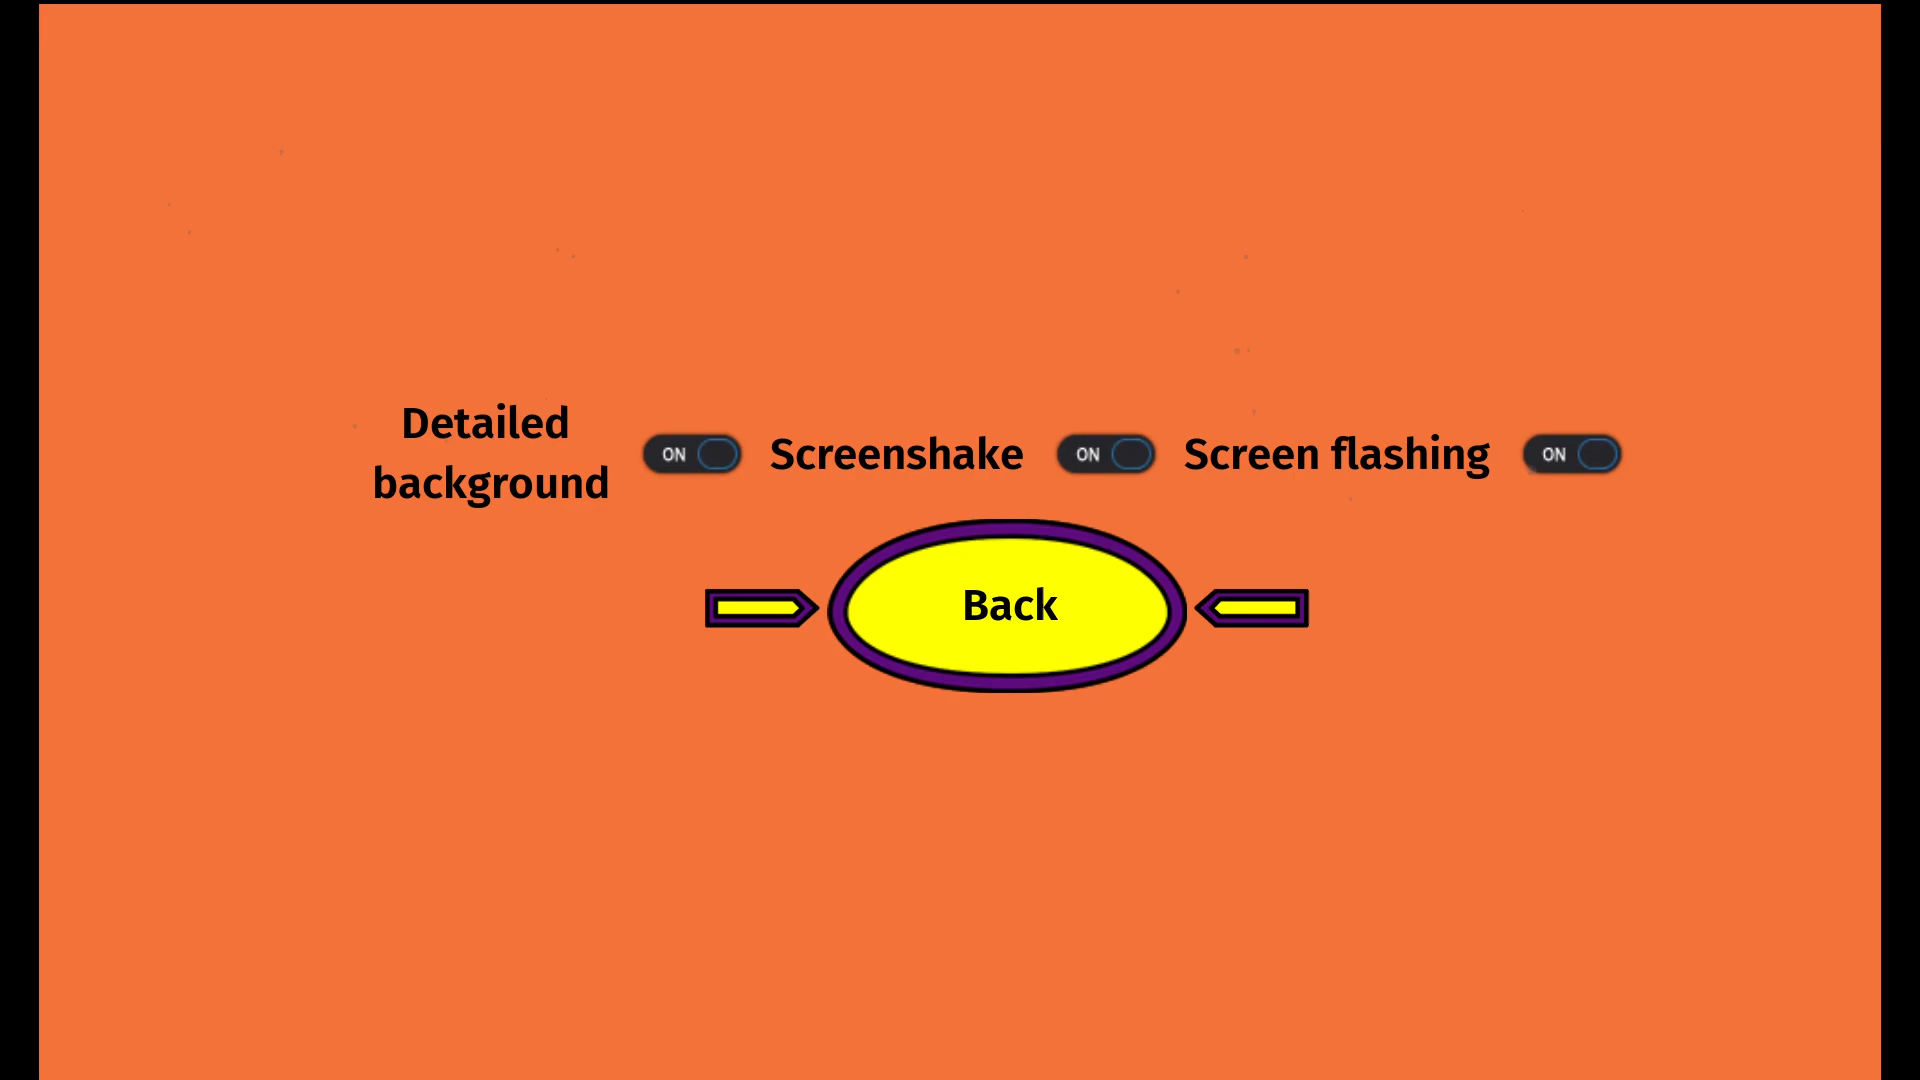 Detailed
background
ON
Screenshake
ON
Screen flashing
ON
Back